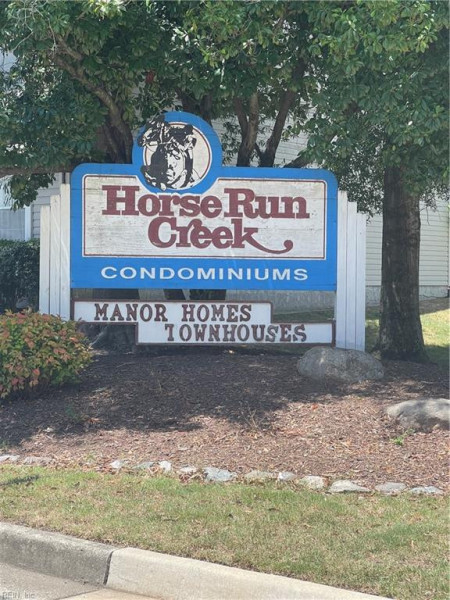 Horse Run
Creek
CONDOMINIUMS
MANOR HOMES
TOWNHOUSES